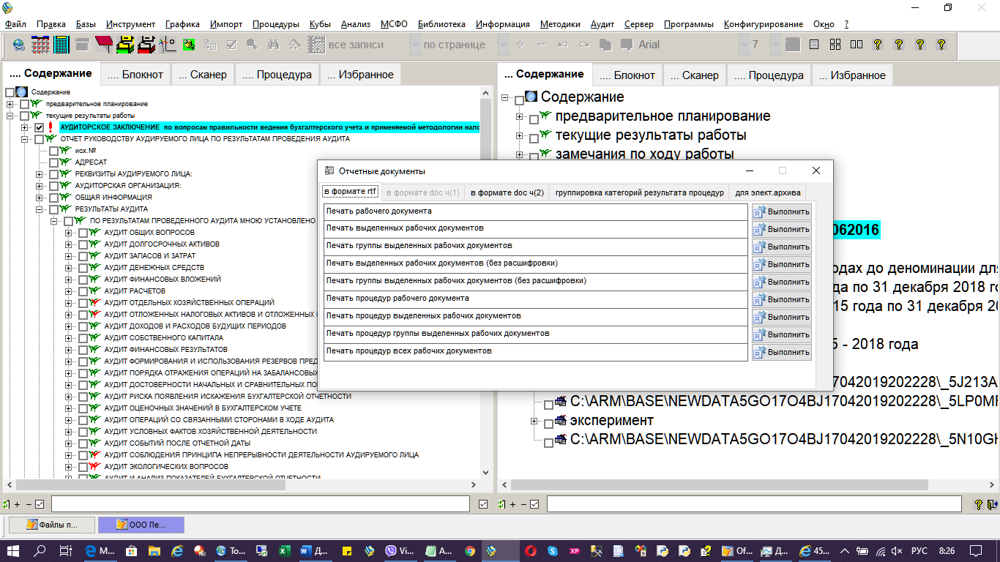 Файл Правка Базы Инструмент Графика Импорт Процедуры Кубы Анализ МСФО Библиотека Информация Методики Аудит Сервер Программы Конфигурирование Окно ?
все записи по странице Arial 7
.... Содержание .... Блокнот ... Сканер .... Процедура ... Избранное
... Содержание .... Блокнот ... Сканер .... Процедура ... Избранное
Содержание
предварительное планирование
текущие результаты работы
АУДИТОРСКОЕ ЗАКЛЮЧЕНИЕ по вопросам правильности ведения бухгалтерского учета и применяемой методологии нало
ОТЧЕТ РУКОВОДСТВУ АУДИРУЕМОГО ЛИЦА ПО РЕЗУЛЬТАТАМ ПРОВЕДЕНИЯ АУДИТА
исх.№
АДРЕСАТ
РЕКВИЗИТЫ АУДИРУЕМОГО ЛИЦА:
АУДИТОРСКАЯ ОРГАНИЗАЦИЯ:
ОБЩАЯ ИНФОРМАЦИЯ
РЕЗУЛЬТАТЫ АУДИТА
ПО РЕЗУЛЬТАТАМ ПРОВЕДЕННОГО АУДИТА МНОЮ УСТАНОВЛЕНО
АУДИТ ОБЩИХ ВОПРОСОВ
АУДИТ ДОЛГОСРОЧНЫХ АКТИВОВ
АУДИТ ЗАПАСОВ И ЗАТРАТ
АУДИТ ДЕНЕЖНЫХ СРЕДСТВ
АУДИТ ФИНАНСОВЫХ ВЛОЖЕНИЙ
АУДИТ РАСЧЕТОВ
АУДИТ ОТДЕЛЬНЫХ ХОЗЯЙСТВЕННЫХ ОПЕРАЦИЙ
АУДИТ ОТЛОЖЕННЫХ НАЛОГОВЫХ АКТИВОВ И ОТЛОЖЕННЫХ
АУДИТ ДОХОДОВ И РАСХОДОВ БУДУЩИХ ПЕРИОДОВ
АУДИТ СОБСТВЕННОГО КАПИТАЛА
АУДИТ ФИНАНСОВЫХ РЕЗУЛЬТАТОВ
АУДИТ ФОРМИРОВАНИЯ И ИСПОЛЬЗОВАНИЯ РЕЗЕРВОВ ПРЕД
АУДИТ ПОРЯДКА ОТРАЖЕНИЯ ОПЕРАЦИЙ НА ЗАБАЛАНСОВЫХ
АУДИТ ДОСТОВЕРНОСТИ НАЧАЛЬНЫХ И СРАВНИТЕЛЬНЫХ ПО
АУДИТ РИСКА ПОЯВЛЕНИЯ ИСКАЖЕНИЯ БУХГАЛТЕРСКОЙ ОТЧЕТНОСТИ
АУДИТ ОЦЕНОЧНЫХ ЗНАЧЕНИЙ В БУХГАЛТЕРСКОМ УЧЕТЕ
АУДИТ ОПЕРАЦИЙ СО СВЯЗАННЫМИ СТОРОНАМИ В ХОДЕ АУДИТА
АУДИТ УСЛОВНЫХ ФАКТОВ ХОЗЯЙСТВЕННОЙ ДЕЯТЕЛЬНОСТИ
АУДИТ СОБЫТИЙ ПОСЛЕ ОТЧЕТНОЙ ДАТЫ
АУДИТ СОБЛЮДЕНИЯ ПРИНЦИПА НЕПРЕРЫВНОСТИ ДЕЯТЕЛЬНОСТИ АУДИРУЕМОГО ЛИЦА
АУДИТ ЭКОЛОГИЧЕСКИХ ВОПРОСОВ
АУДИТ И АНАЛИЗ ПОКАЗАТЕЛЕЙ БУХГАЛТЕРСКОЙ ОТЧЕТНОСТИ
Содержание
предварительное планирование
текущие результаты работы
замечания по ходу работы
Отчетные документы
в формате rtf в формате doc ч(1) в формате doc ч(2) группировка категорий результата процедур для элект.архива
Печать рабочего документа Выполнить
Печать выделенных рабочих документов Выполнить
Печать группы выделенных рабочих документов Выполнить
Печать выделенных рабочих документов (без расшифровки) Выполнить
Печать группы выделенных рабочих документов (без расшифровки) Выполнить
Печать процедур рабочего документа Выполнить
Печать процедур выделенных рабочих документов Выполнить
Печать процедур группы выделенных рабочих документов Выполнить
Печать процедур всех рабочих документов Выполнить
062016
одах до деноминации дл
да по 31 декабря 2018 г
15 года по 31 декабря 2
5 - 2018 года
17042019202228\_5J213A
C:\ARM\BASE\NEWDATA5GO17O4BJ17042019202228\_5LP0M
эксперимент
C:\ARM\BASE\NEWDATA5GO17O4BJ17042019202228\_5N10G
Файлы п... ООО Пе...
М... То... Д... Vi... А... Of... Д... 45... РУС 8:26